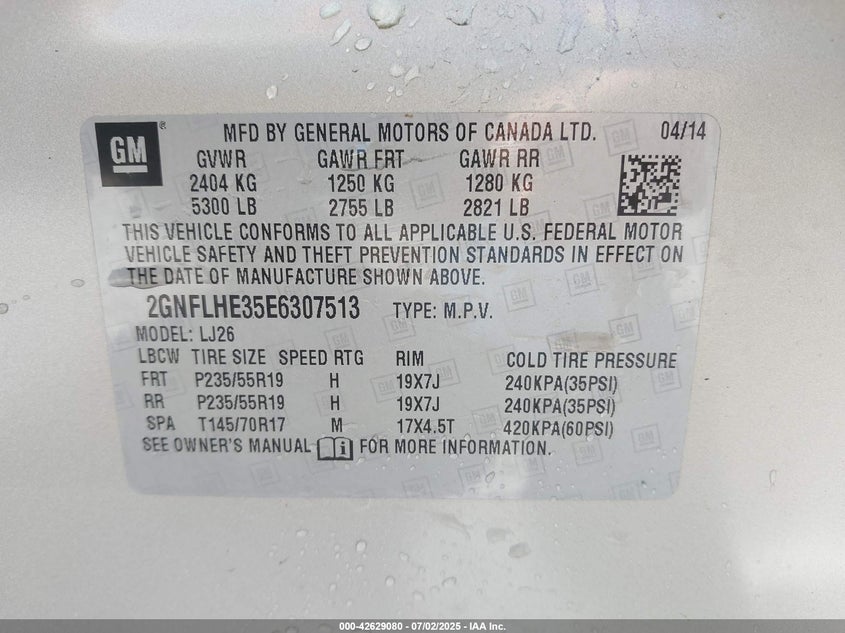 GM
MFD BY GENERAL MOTORS OF CANADA LTD. 04/14
GVWR GAWR FRT GAWR RR
2404 KG 1250 KG 1280 KG
5300 LB 2755 LB 2821 LB
THIS VEHICLE CONFORMS TO ALL APPLICABLE U.S. FEDERAL MOTOR
VEHICLE SAFETY AND THEFT PREVENTION STANDARDS IN EFFECT ON
THE DATE OF MANUFACTURE SHOWN ABOVE.
2GNFLHE35E6307513 TYPE: M.P.V.
MODEL: LJ26
LBCW TIRE SIZE SPEED RTG RIM COLD TIRE PRESSURE
FRT P235/55R19 H 19X7J 240KPA(35PSI)
RR P235/55R19 H 19X7J 240KPA(35PSI)
SPA T145/70R17 M 17X4.5T 420KPA(60PSI)
SEE OWNER'S MANUAL FOR MORE INFORMATION.
000-42629080 - 07/02/2025 - IAA Inc.